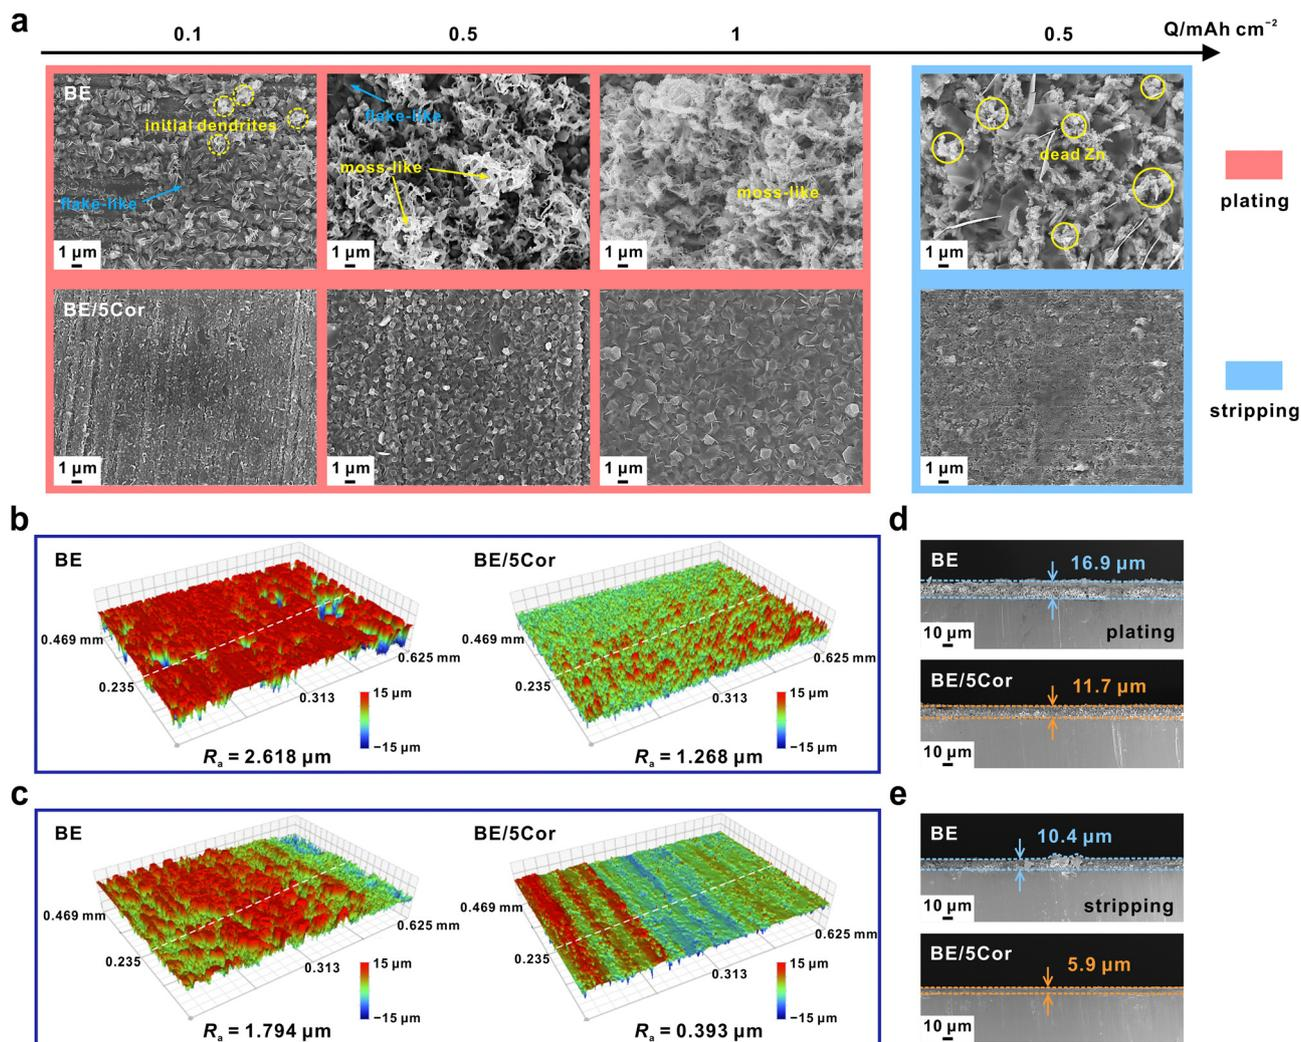 a
0.1 0.5 1 0.5 Q/mAh cm⁻²
BE
initial dendrites
flake-like
1 µm
flake-like
moss-like
1 µm
moss-like
1 µm
dead Zn
1 µm
plating
BE/5Cor
1 µm
1 µm
1 µm
1 µm
stripping
b
BE
0.469 mm
0.235
0.313
0.625 mm
15 µm
−15 µm
Rₐ = 2.618 µm
BE/5Cor
0.469 mm
0.235
0.313
0.625 mm
15 µm
−15 µm
Rₐ = 1.268 µm
d
BE
16.9 µm
10 µm
plating
BE/5Cor
11.7 µm
10 µm
c
BE
0.469 mm
0.235
0.313
0.625 mm
15 µm
−15 µm
Rₐ = 1.794 µm
BE/5Cor
0.469 mm
0.235
0.313
0.625 mm
15 µm
−15 µm
Rₐ = 0.393 µm
e
BE
10.4 µm
10 µm
stripping
BE/5Cor
5.9 µm
10 µm